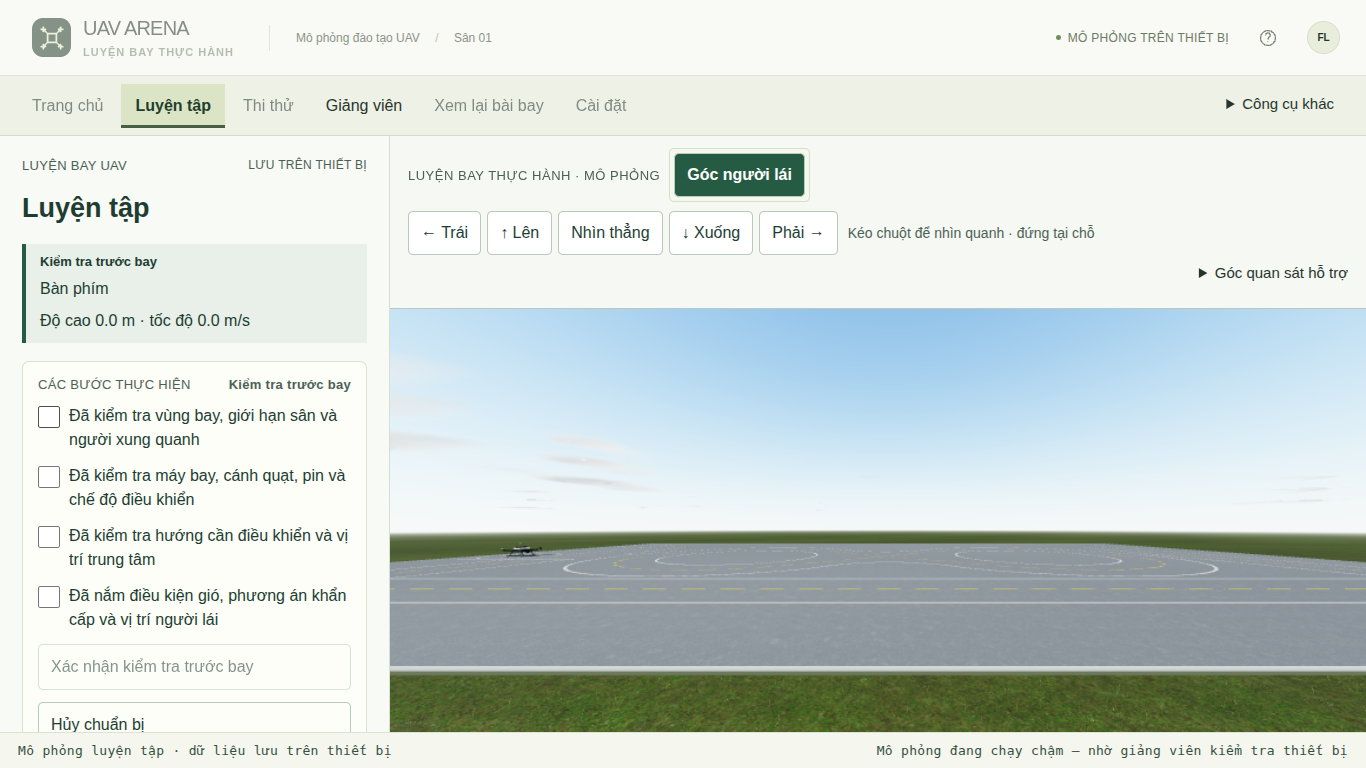 UAV ARENA
LUYỆN BAY THỰC HÀNH
Mô phỏng đào tạo UAV / Sân 01
MÔ PHỎNG TRÊN THIẾT BỊ
FL
Trang chủ
Luyện tập
Thi thử
Giảng viên
Xem lại bài bay
Cài đặt
Công cụ khác
LUYỆN BAY UAV
LƯU TRÊN THIẾT BỊ
Luyện tập
Kiểm tra trước bay
Bàn phím
Độ cao 0.0 m · tốc độ 0.0 m/s
CÁC BƯỚC THỰC HIỆN
Kiểm tra trước bay
Đã kiểm tra vùng bay, giới hạn sân và
người xung quanh
Đã kiểm tra máy bay, cánh quạt, pin và
chế độ điều khiển
Đã kiểm tra hướng cần điều khiển và vị
trí trung tâm
Đã nắm điều kiện gió, phương án khẩn
cấp và vị trí người lái
Xác nhận kiểm tra trước bay
Hủy chuẩn bị
LUYỆN BAY THỰC HÀNH · MÔ PHỎNG
Góc người lái
← Trái
↑ Lên
Nhìn thẳng
↓ Xuống
Phải →
Kéo chuột để nhìn quanh · đứng tại chỗ
Góc quan sát hỗ trợ
Mô phỏng luyện tập · dữ liệu lưu trên thiết bị
Mô phỏng đang chạy chậm — nhờ giảng viên kiểm tra thiết bị